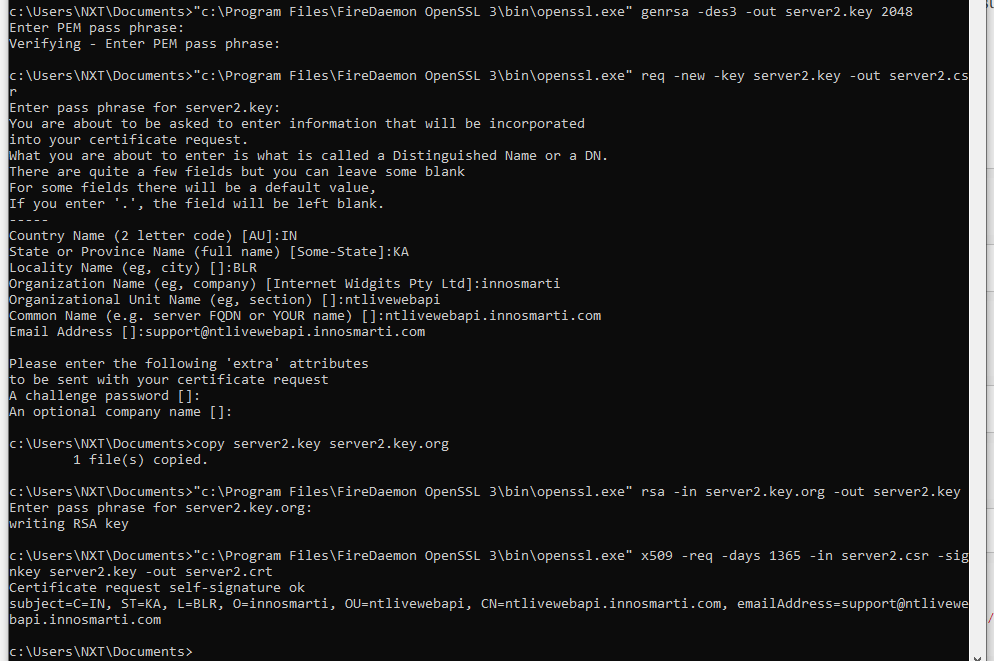 c:\Users\NXT\Documents>"c:\Program Files\FireDaemon OpenSSL 3\bin\openssl.exe" genrsa -des3 -out server2.key 2048
Enter PEM pass phrase:
Verifying - Enter PEM pass phrase:
c:\Users\NXT\Documents>"c:\Program Files\FireDaemon OpenSSL 3\bin\openssl.exe" req -new -key server2.key -out server2.cs
r
Enter pass phrase for server2.key:
You are about to be asked to enter information that will be incorporated
into your certificate request.
What you are about to enter is what is called a Distinguished Name or a DN.
There are quite a few fields but you can leave some blank
For some fields there will be a default value,
If you enter '.', the field will be left blank.
-----
Country Name (2 letter code) [AU]:IN
State or Province Name (full name) [Some-State]:KA
Locality Name (eg, city) []:BLR
Organization Name (eg, company) [Internet Widgits Pty Ltd]:innosmarti
Organizational Unit Name (eg, section) []:ntlivewebapi
Common Name (e.g. server FQDN or YOUR name) []:ntlivewebapi.innosmarti.com
Email Address []:support@ntlivewebapi.innosmarti.com
Please enter the following 'extra' attributes
to be sent with your certificate request
A challenge password []:
An optional company name []:
c:\Users\NXT\Documents>copy server2.key server2.key.org
        1 file(s) copied.
c:\Users\NXT\Documents>"c:\Program Files\FireDaemon OpenSSL 3\bin\openssl.exe" rsa -in server2.key.org -out server2.key
Enter pass phrase for server2.key.org:
writing RSA key
c:\Users\NXT\Documents>"c:\Program Files\FireDaemon OpenSSL 3\bin\openssl.exe" x509 -req -days 1365 -in server2.csr -sig
nkey server2.key -out server2.crt
Certificate request self-signature ok
subject=C=IN, ST=KA, L=BLR, O=innosmarti, OU=ntlivewebapi, CN=ntlivewebapi.innosmarti.com, emailAddress=support@ntlivewe
bapi.innosmarti.com
c:\Users\NXT\Documents>